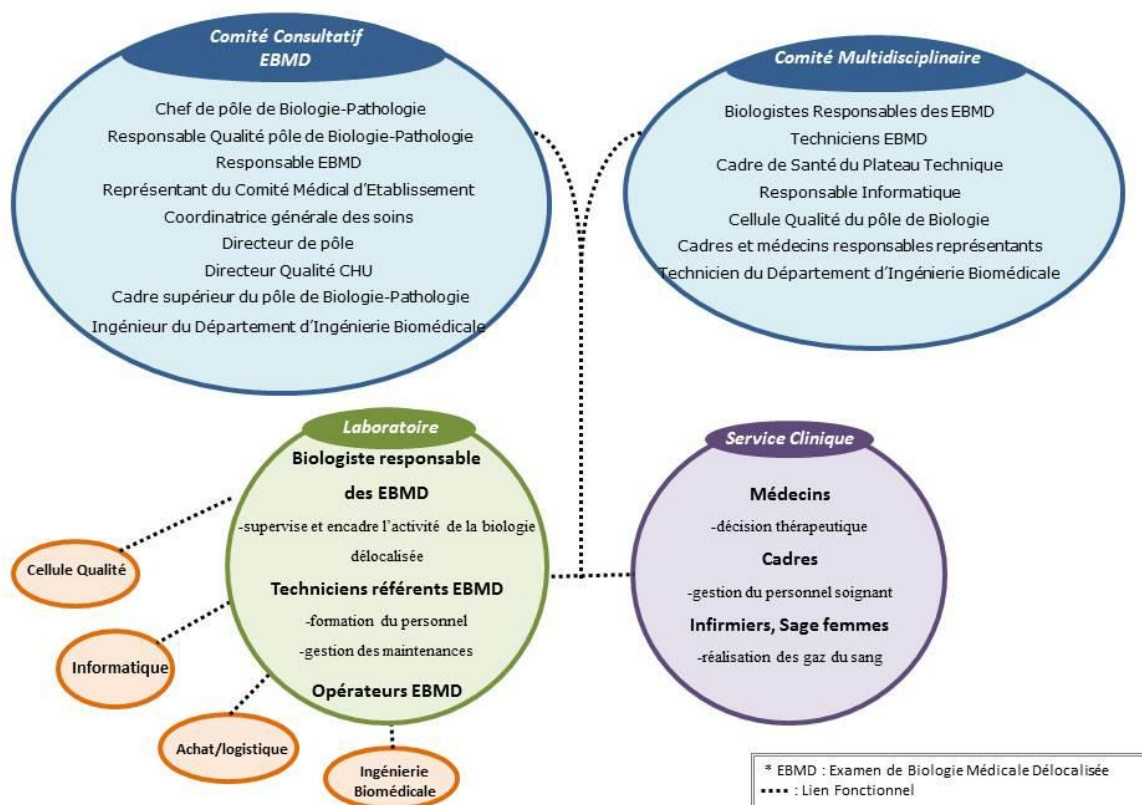 Comité Consultatif
EBMD
Chef de pôle de Biologie-Pathologie
Responsable Qualité pôle de Biologie-Pathologie
Responsable EBMD
Représentant du Comité Médical d'Etablissement
Coordinatrice générale des soins
Directeur de pôle
Directeur Qualité CHU
Cadre supérieur du pôle de Biologie-Pathologie
Ingénieur du Département d'Ingénierie Biomédicale
Comité Multidisciplinaire
Biologistes Responsables des EBMD
Techniciens EBMD
Cadre de Santé du Plateau Technique
Responsable Informatique
Cellule Qualité du pôle de Biologie
Cadres et médecins responsables représentants
Technicien du Département d'Ingénierie Biomédicale
Laboratoire
Biologiste responsable
des EBMD
-supervise et encadre l'activité de la biologie
délocalisée
Techniciens référents EBMD
-formation du personnel
-gestion des maintenances
Opérateurs EBMD
Service Clinique
Médecins
-décision thérapeutique
Cadres
-gestion du personnel soignant
Infirmiers, Sage femmes
-réalisation des gaz du sang
Cellule Qualité
Informatique
Achat/logistique
Ingénierie
Biomédicale
* EBMD : Examen de Biologie Médicale Délocalisée
: Lien Fonctionnel